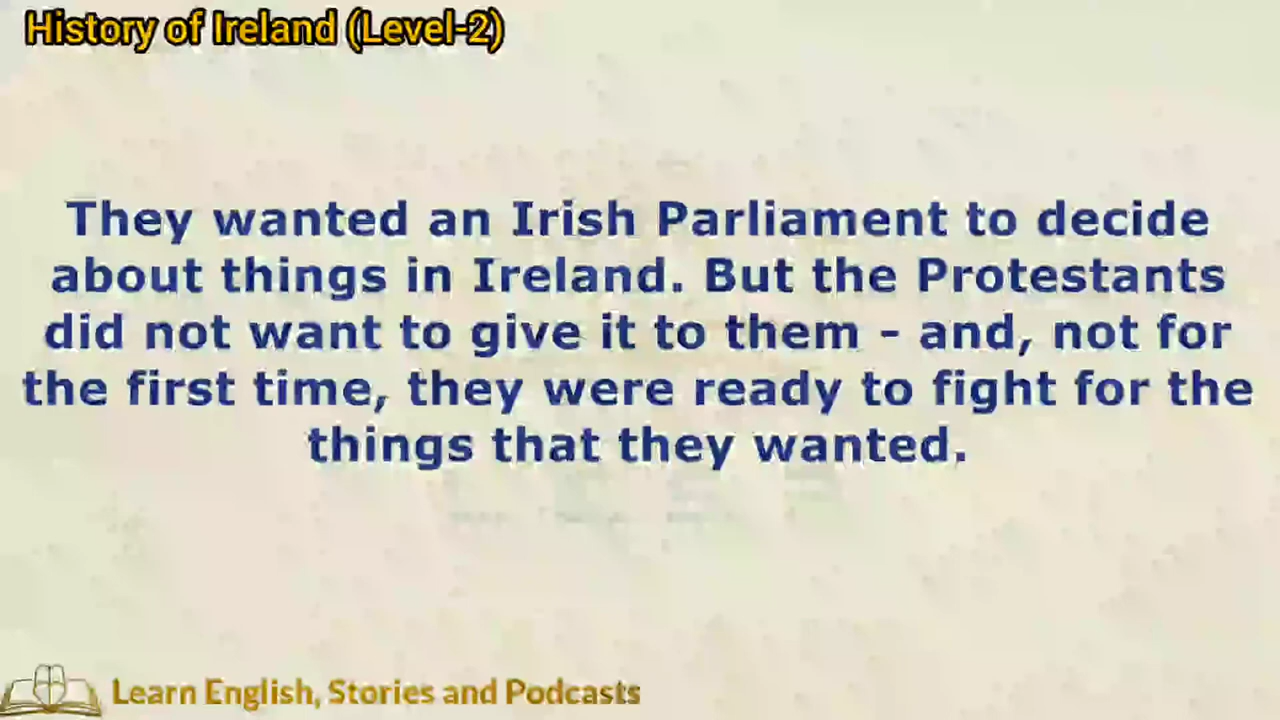 History of Ireland (Level-2)
They wanted an Irish Parliament to decide
about things in Ireland. But the Protestants
did not want to give it to them - and, not for
the first time, they were ready to fight for the
things that they wanted.
Learn English, Stories and Podcasts